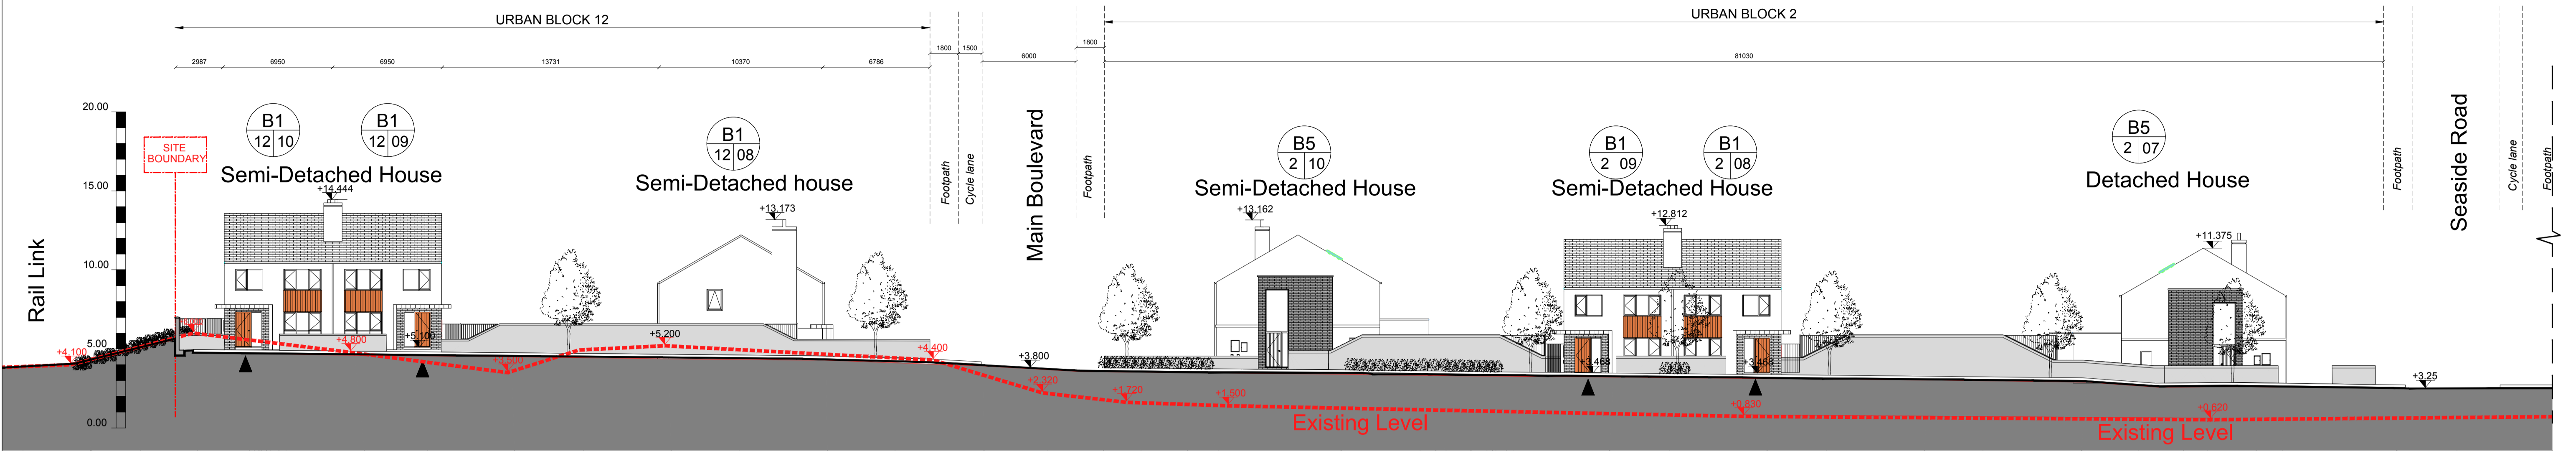 URBAN BLOCK 12
URBAN BLOCK 2
1800
1500
6000
1800
2987
6950
6950
13731
10370
6786
81030
20.00
15.00
10.00
5.00
0.00
Rail Link
SITE
BOUNDARY
B1
12 10
B1
12 09
Semi-Detached House
+14.444
B1
12 08
Semi-Detached house
+13.173
Footpath
Cycle lane
Main Boulevard
Footpath
B5
2 10
Semi-Detached House
+13.162
B1
2 09
B1
2 08
Semi-Detached House
+12.812
B5
2 07
Detached House
+11.375
Footpath
Seaside Road
Cycle lane
Footpath
+4.100
+4.800
+5.100
+5.200
+4.400
+3.800
+2.320
+1.720
+1.500
+3.468
+3.468
+0.830
+0.620
+3.25
Existing Level
Existing Level